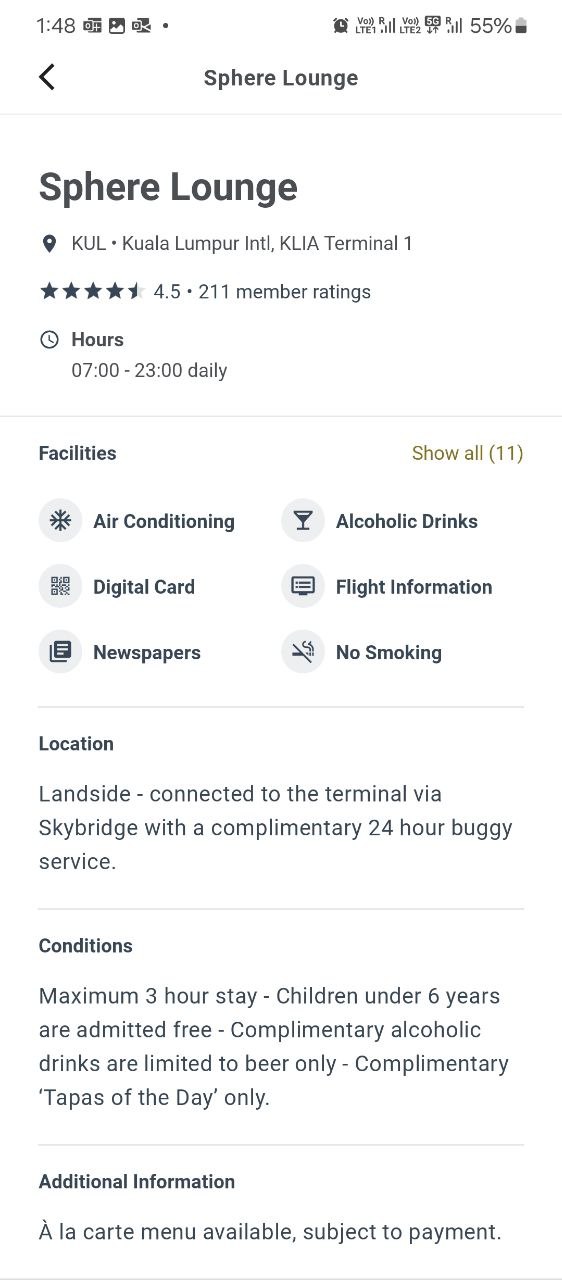 1:48
Vo)) R Vo)) 5G R 55%
LTE1 LTE2
Sphere Lounge
Sphere Lounge
KUL • Kuala Lumpur Intl, KLIA Terminal 1
4.5 • 211 member ratings
Hours
07:00 - 23:00 daily
Facilities Show all (11)
Air Conditioning Alcoholic Drinks
Digital Card Flight Information
Newspapers No Smoking
Location
Landside - connected to the terminal via
Skybridge with a complimentary 24 hour buggy
service.
Conditions
Maximum 3 hour stay - Children under 6 years
are admitted free - Complimentary alcoholic
drinks are limited to beer only - Complimentary
‘Tapas of the Day’ only.
Additional Information
À la carte menu available, subject to payment.